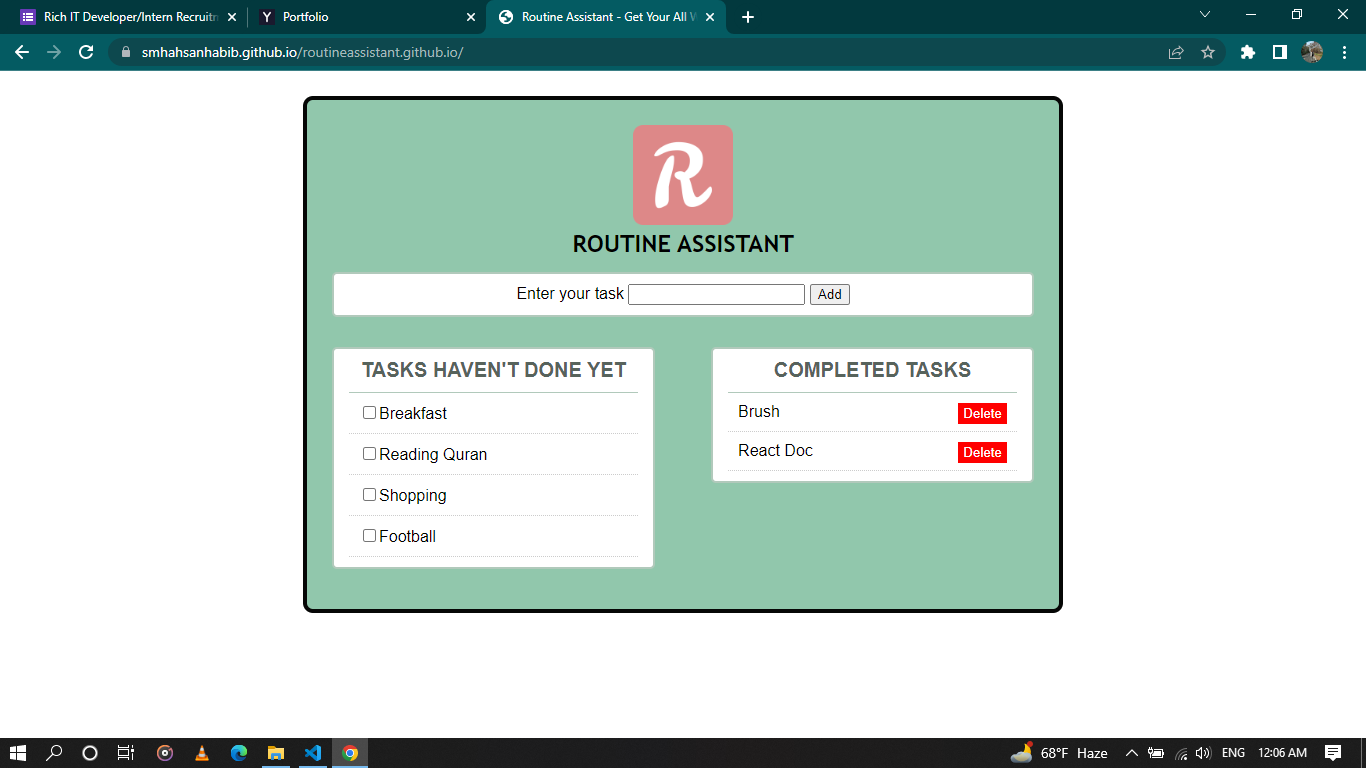 Rich IT Developer/Intern Recruitm
Portfolio
Routine Assistant - Get Your All W
smhahsanhabib.github.io/routineassistant.github.io/
R
ROUTINE ASSISTANT
Enter your task Add
TASKS HAVEN'T DONE YET
Breakfast
Reading Quran
Shopping
Football
COMPLETED TASKS
Brush Delete
React Doc Delete
68°F Haze ENG 12:06 AM